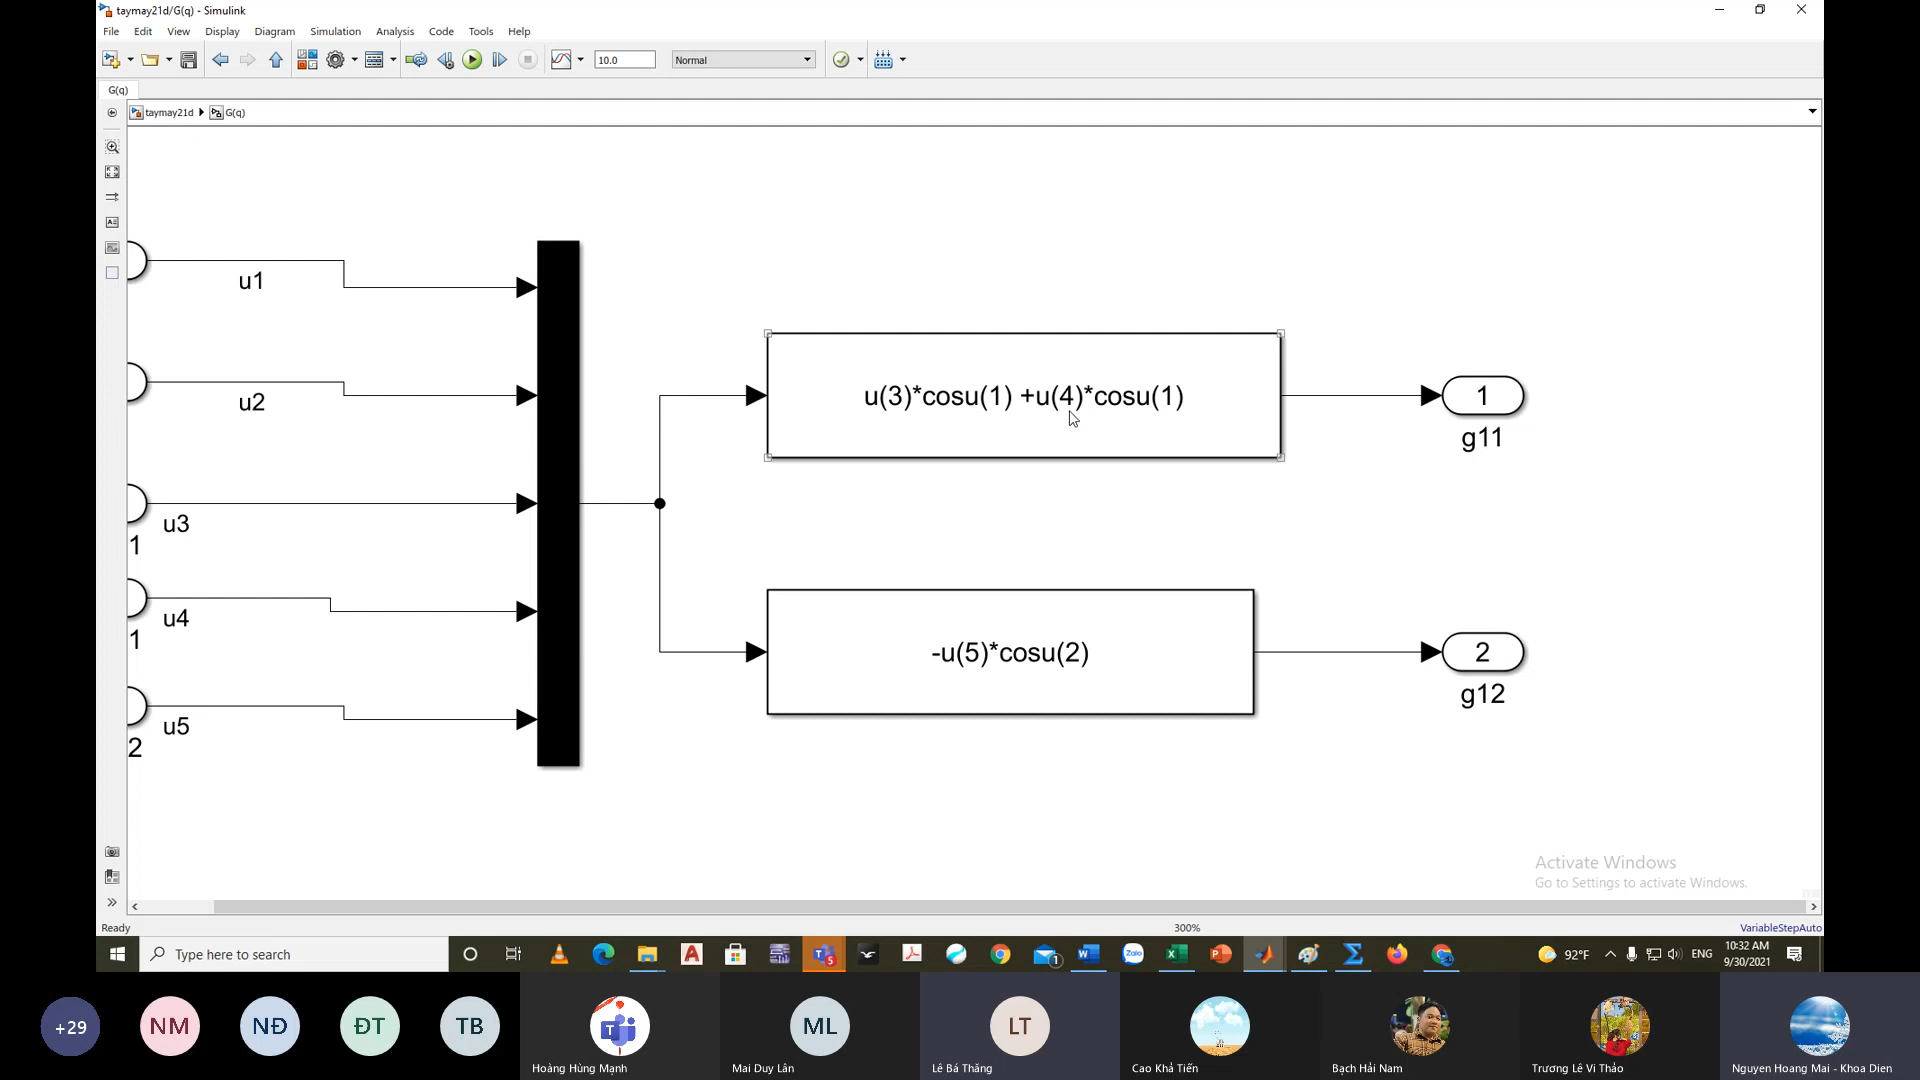 taymay21d/G(q) - Simulink
File Edit View Display Diagram Simulation Analysis Code Tools Help
10.0 Normal
G(q)
taymay21d G(q)
u1
u2
u3
1
u4
1
u5
2
u(3)*cosu(1) +u(4)*cosu(1)
1
g11
-u(5)*cosu(2)
2
g12
Activate Windows
Go to Settings to activate Windows.
Ready 300% VariableStepAuto
Type here to search
5
1
Zalo
92°F ENG 10:32 AM
9/30/2021
+29 NM NĐ ĐT TB ML LT
Hoàng Hùng Mạnh Mai Duy Lân Lê Bá Thăng Cao Khả Tiến Bạch Hải Nam Trương Lê Vi Thảo Nguyen Hoang Mai - Khoa Dien